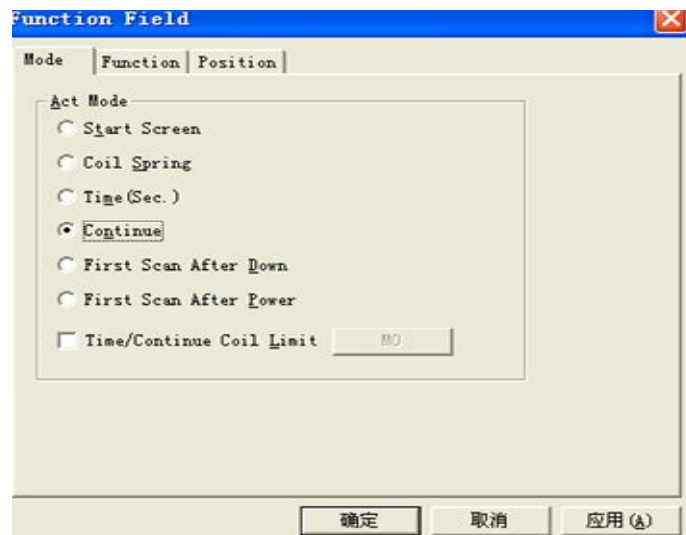 Function Field
Mode Function Position
Act Mode
Start Screen
Coil Spring
Time(Sec.)
Continue
First Scan After Down
First Scan After Power
Time/Continue Coil Limit M0
确定 取消 应用(A)